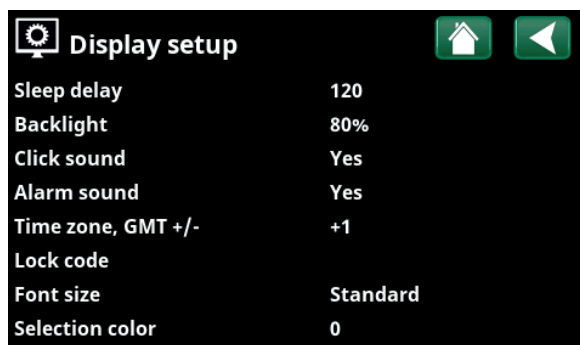 Display setup
Sleep delay 120
Backlight 80%
Click sound Yes
Alarm sound Yes
Time zone, GMT +/- +1
Lock code
Font size Standard
Selection color 0